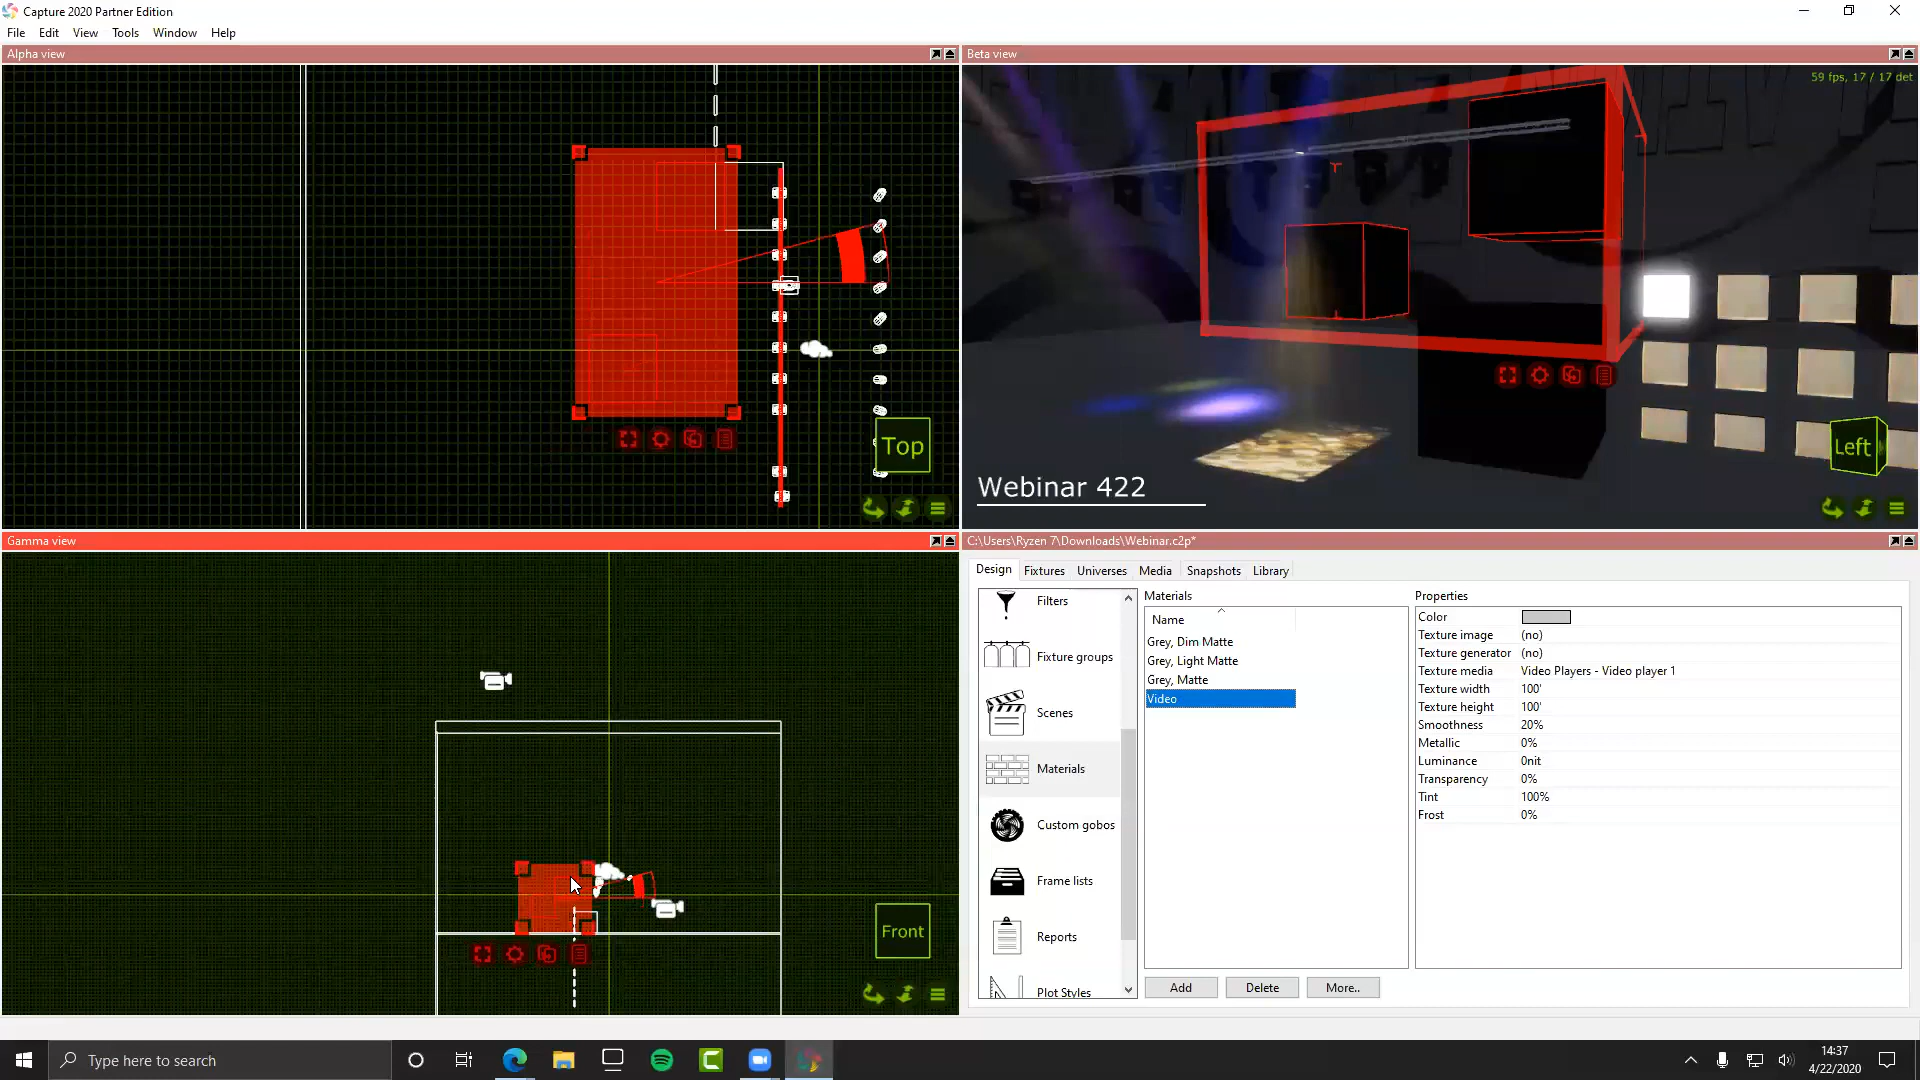 Capture 2020 Partner Edition
File Edit View Tools Window Help
Alpha view
Top
Beta view
59 fps, 17 / 17 det
Webinar 422
Left
Gamma view
Front
C:\Users\Ryzen 7\Downloads\Webinar.c2p*
Design Fixtures Universes Media Snapshots Library
Filters
Fixture groups
Scenes
Materials
Custom gobos
Frame lists
Reports
Plot Styles
Materials
Name
Grey, Dim Matte
Grey, Light Matte
Grey, Matte
Video
Add Delete More..
Properties
Color
Texture image (no)
Texture generator (no)
Texture media Video Players - Video player 1
Texture width 100'
Texture height 100'
Smoothness 20%
Metallic 0%
Luminance 0nit
Transparency 0%
Tint 100%
Frost 0%
Type here to search
14:37
4/22/2020